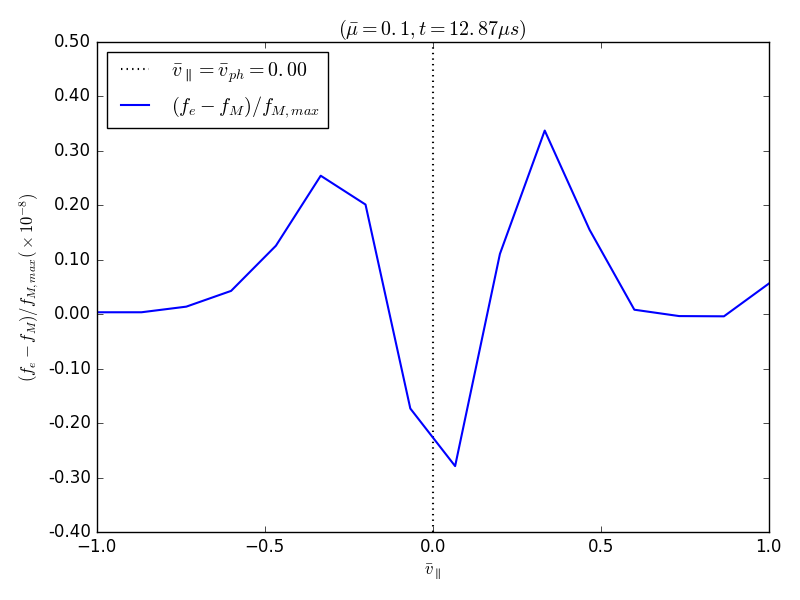 (μ̄ = 0.1, t = 12.87μs)
0.50
v̄∥ = v̄ph = 0.00
(fe − fM)/fM,max
0.40
0.30
0.20
0.10
0.00
-0.10
-0.20
-0.30
-0.40
(fe − fM)/fM,max(×10⁻⁸)
−1.0 −0.5 0.0 0.5 1.0
v̄∥